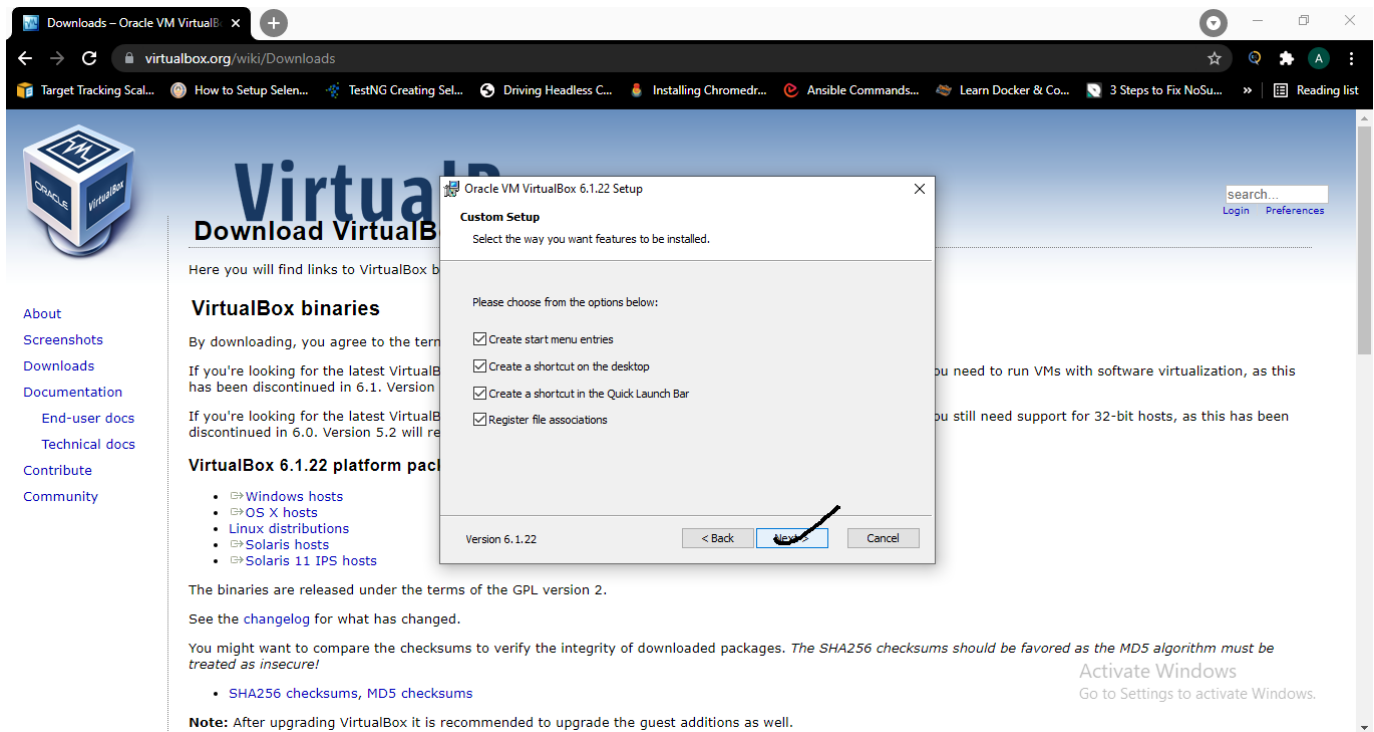 Downloads – Oracle VM VirtualB
virtualbox.org/wiki/Downloads
A
Target Tracking Scal... How to Setup Selen... TestNG Creating Sel... Driving Headless C... Installing Chromedr... Ansible Commands... Learn Docker & Co... 3 Steps to Fix NoSu... » Reading list
ORACLE
VirtualBox
search...
Login Preferences
Download VirtualB
Here you will find links to VirtualBox b
About
Screenshots
Downloads
Documentation
End-user docs
Technical docs
Contribute
Community
VirtualBox binaries
By downloading, you agree to the tern
If you're looking for the latest VirtualB
ou need to run VMs with software virtualization, as this
has been discontinued in 6.1. Version
If you're looking for the latest VirtualB
ou still need support for 32-bit hosts, as this has been
discontinued in 6.0. Version 5.2 will re
VirtualBox 6.1.22 platform pac
Windows hosts
OS X hosts
Linux distributions
Solaris hosts
Solaris 11 IPS hosts
The binaries are released under the terms of the GPL version 2.
See the changelog for what has changed.
You might want to compare the checksums to verify the integrity of downloaded packages. The SHA256 checksums should be favored as the MD5 algorithm must be
treated as insecure!
SHA256 checksums, MD5 checksums
Note: After upgrading VirtualBox it is recommended to upgrade the guest additions as well.
Oracle VM VirtualBox 6.1.22 Setup
Custom Setup
Select the way you want features to be installed.
Please choose from the options below:
Create start menu entries
Create a shortcut on the desktop
Create a shortcut in the Quick Launch Bar
Register file associations
Version 6.1.22
< Back Next > Cancel
Activate Windows
Go to Settings to activate Windows.